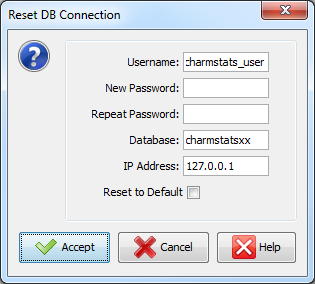 Reset DB Connection
Username: charmstats_user
New Password:
Repeat Password:
Database: charmstatsxx
IP Address: 127.0.0.1
Reset to Default
Accept Cancel Help